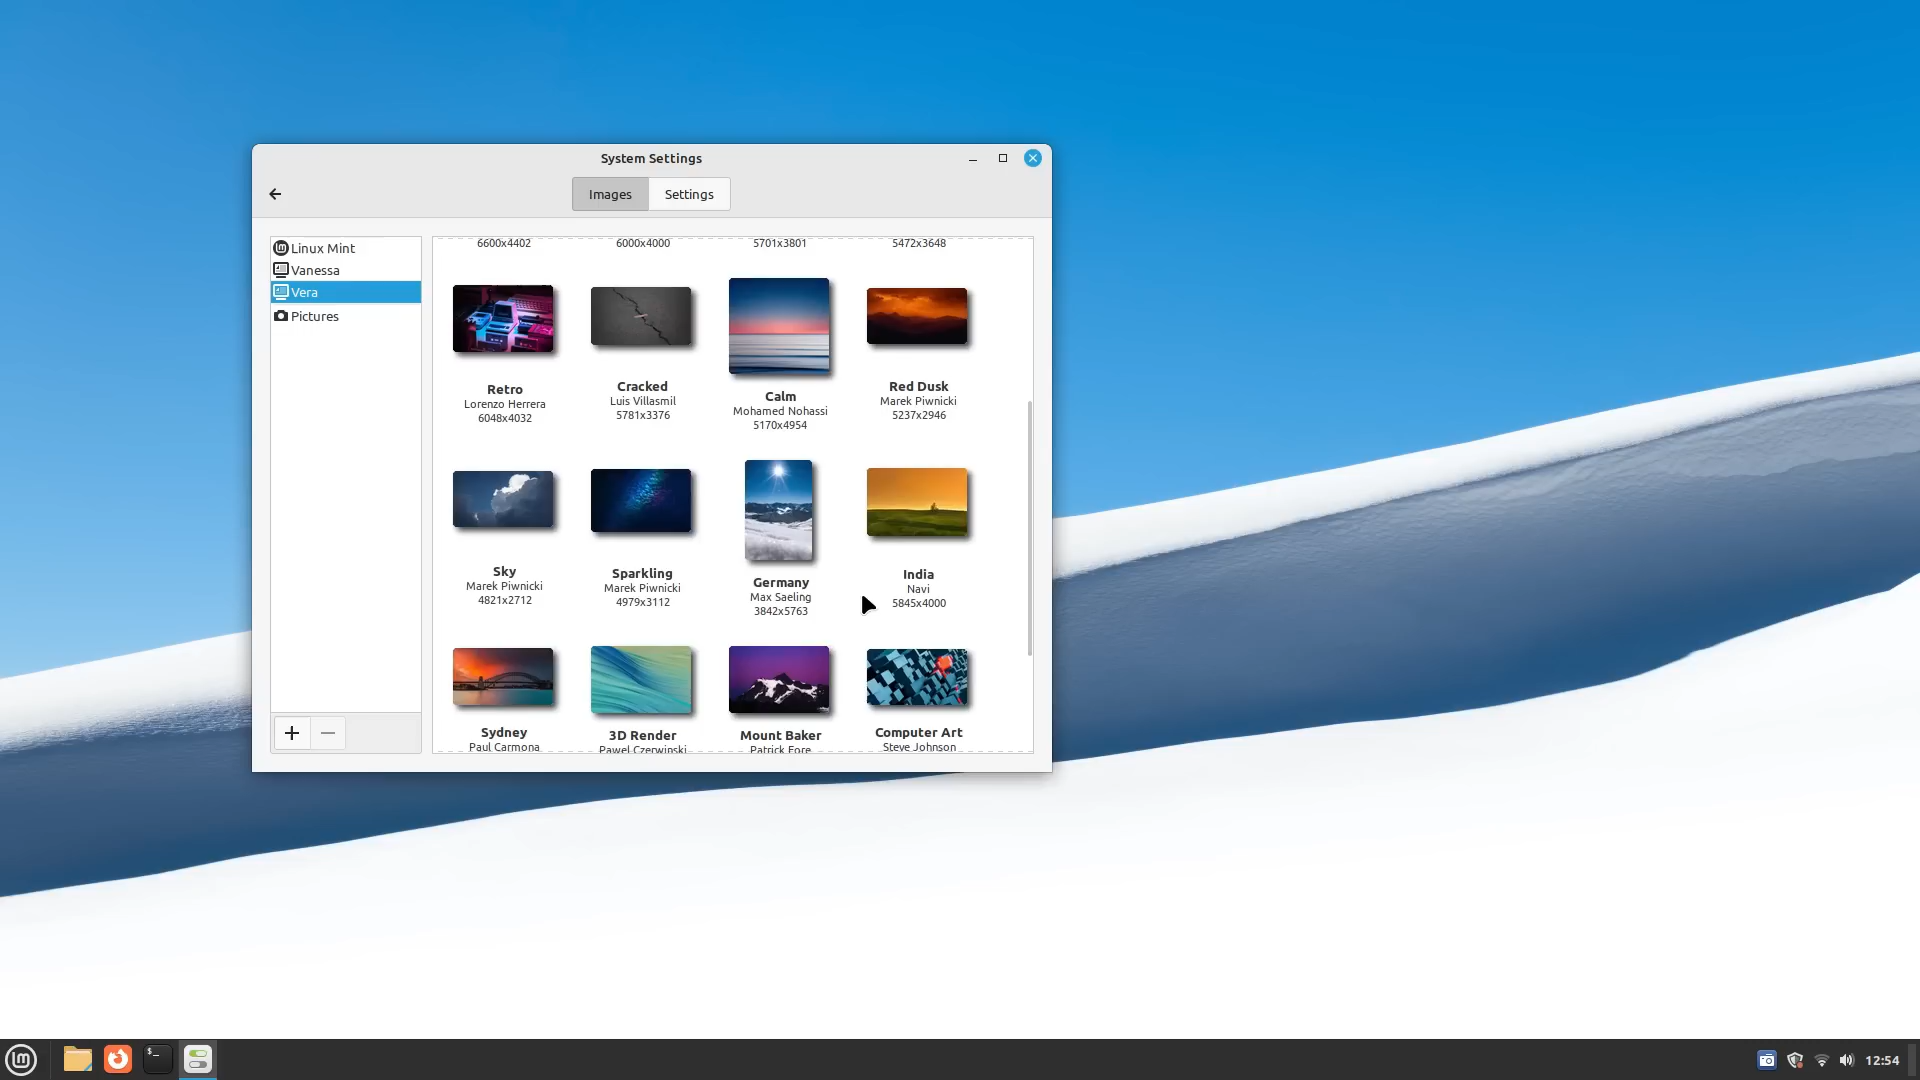 System Settings
Images
Settings
Linux Mint
Vanessa
Vera
Pictures
6600x4402
6000x4000
5701x3801
5472x3648
Retro
Lorenzo Herrera
6048x4032
Cracked
Luis Villasmil
5781x3376
Calm
Mohamed Nohassi
5170x4954
Red Dusk
Marek Piwnicki
5237x2946
Sky
Marek Piwnicki
4821x2712
Sparkling
Marek Piwnicki
4979x3112
Germany
Max Saeling
3842x5763
India
Navi
5845x4000
Sydney
Paul Carmona
3D Render
Pawel Czerwinski
Mount Baker
Patrick Fore
Computer Art
Steve Johnson
12:54